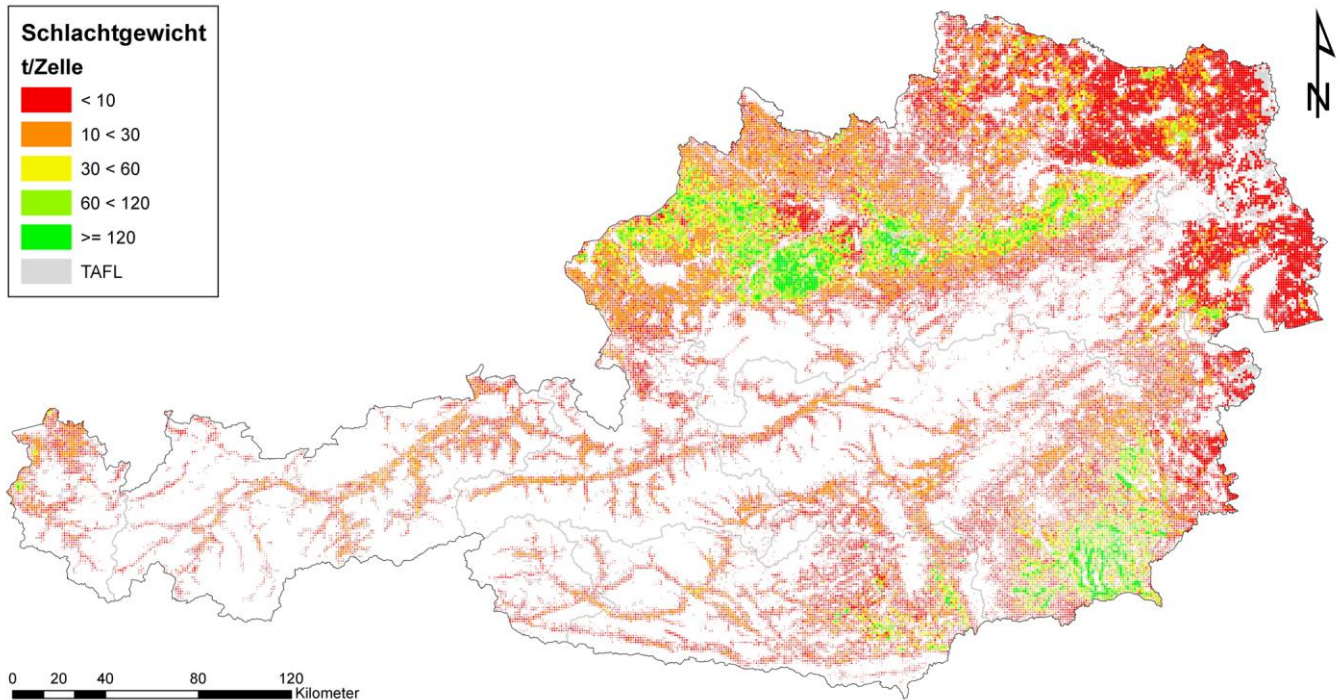 Schlachtgewicht
t/Zelle
< 10
10 < 30
30 < 60
60 < 120
>= 120
TAFL
N
0 20 40 80 120
Kilometer